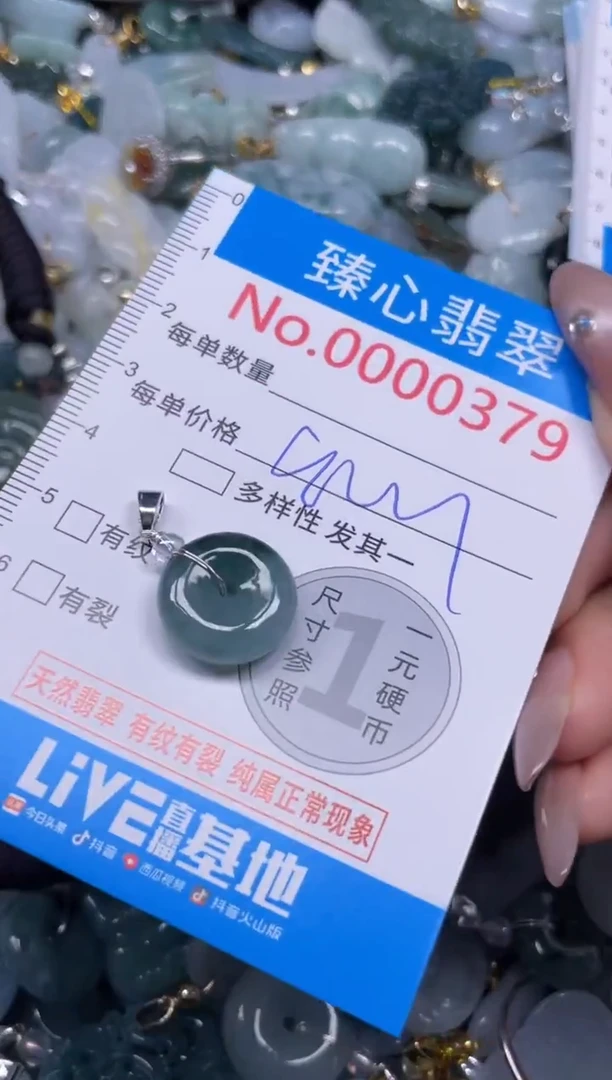 0
1
2
3
4
5
6
臻心翡翠
No.0000379
每单数量
每单价格
多样性 发其一
有纹
有裂
尺寸参照
1
一元硬币
天然翡翠 有纹有裂 纯属正常现象
LiVE直播基地
今日头条 抖音 西瓜视频 抖音火山版